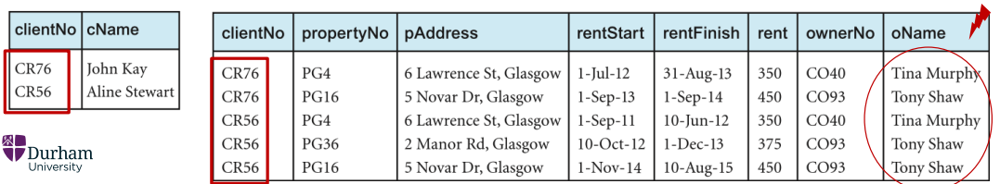 clientNo cName
CR76 John Kay
CR56 Aline Stewart
Durham
University
clientNo propertyNo pAddress rentStart rentFinish rent ownerNo oName
CR76 PG4 6 Lawrence St, Glasgow 1-Jul-12 31-Aug-13 350 CO40 Tina Murphy
CR76 PG16 5 Novar Dr, Glasgow 1-Sep-13 1-Sep-14 450 CO93 Tony Shaw
CR56 PG4 6 Lawrence St, Glasgow 1-Sep-11 10-Jun-12 350 CO40 Tina Murphy
CR56 PG36 2 Manor Rd, Glasgow 10-Oct-12 1-Dec-13 375 CO93 Tony Shaw
CR56 PG16 5 Novar Dr, Glasgow 1-Nov-14 10-Aug-15 450 CO93 Tony Shaw